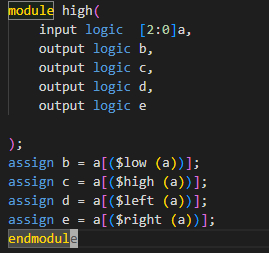 module high(
    input logic  [2:0]a,
    output logic b,
    output logic c,
    output logic d,
    output logic e
);
assign b = a[($low (a))];
assign c = a[($high (a))];
assign d = a[($left (a))];
assign e = a[($right (a))];
endmodule